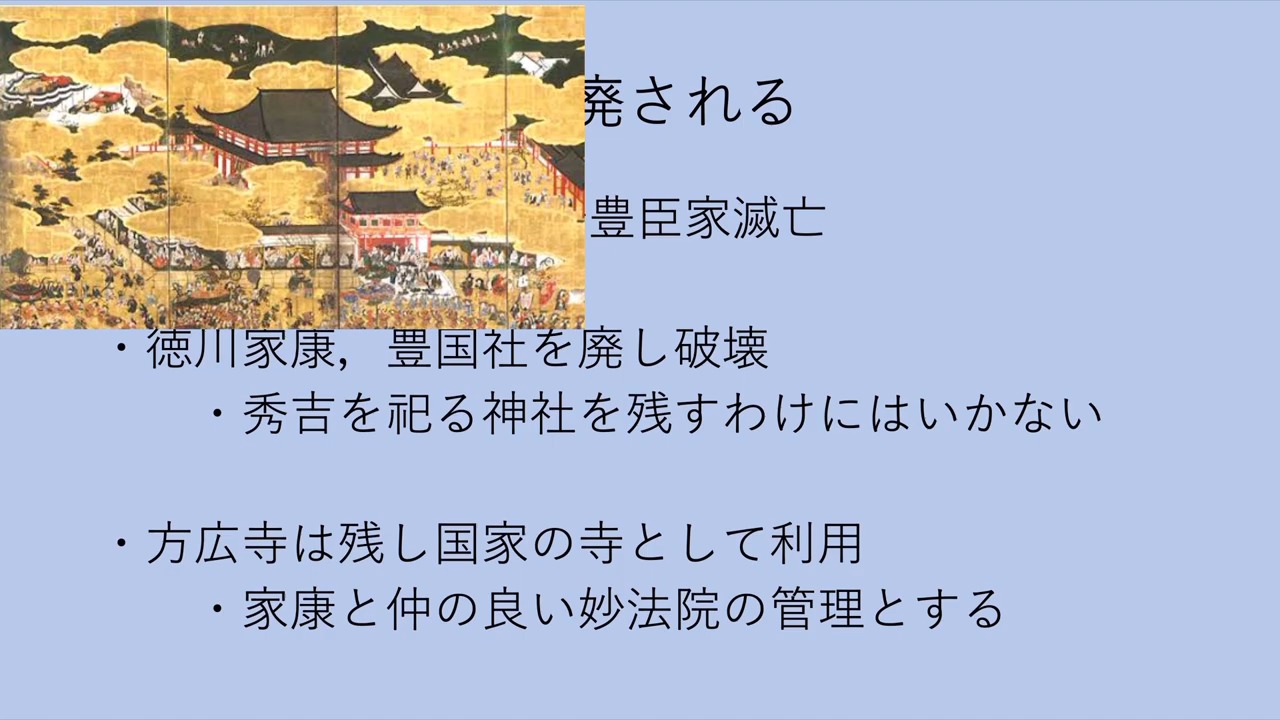 廃される
豊臣家滅亡
・徳川家康，豊国社を廃し破壊
・秀吉を祀る神社を残すわけにはいかない
・方広寺は残し国家の寺として利用
・家康と仲の良い妙法院の管理とする